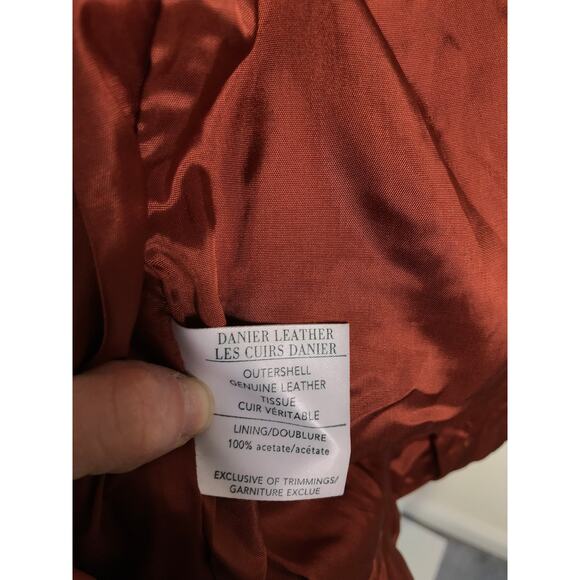 DANIER LEATHER
LES CUIRS DANIER
OUTERSHELL
GENUINE LEATHER
TISSUE
CUIR VÉRITABLE
LINING/DOUBLURE
100% acetate/acétate
EXCLUSIVE OF TRIMMINGS/
GARNITURE EXCLUE